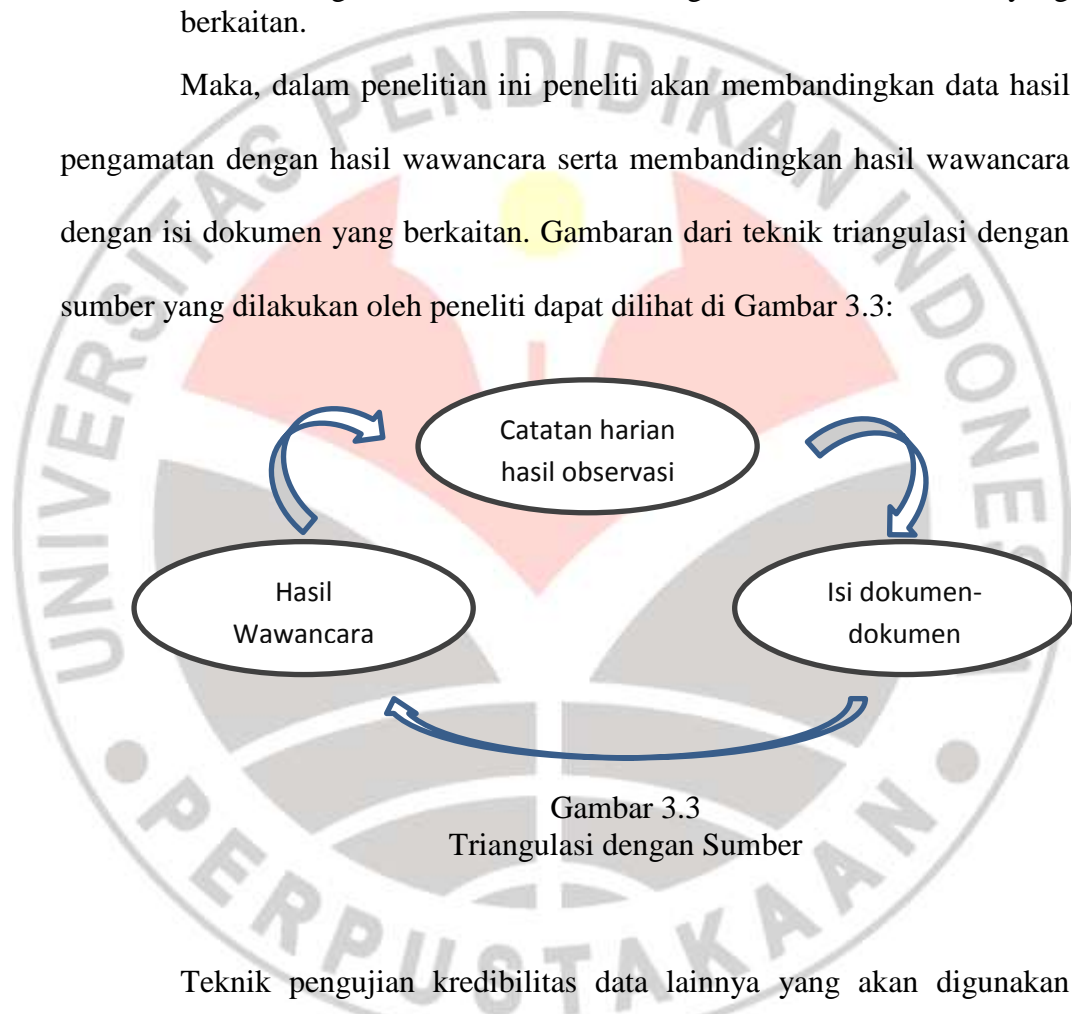 berkaitan.
Maka, dalam penelitian ini peneliti akan membandingkan data hasil
pengamatan dengan hasil wawancara serta membandingkan hasil wawancara
dengan isi dokumen yang berkaitan. Gambaran dari teknik triangulasi dengan
sumber yang dilakukan oleh peneliti dapat dilihat di Gambar 3.3:
Catatan harian
hasil observasi
Hasil
Wawancara
Isi dokumen-
dokumen
Gambar 3.3
Triangulasi dengan Sumber
Teknik pengujian kredibilitas data lainnya yang akan digunakan
UNIVERSITAS PENDIDIKAN INDONESIA
PERPUSTAKAAN